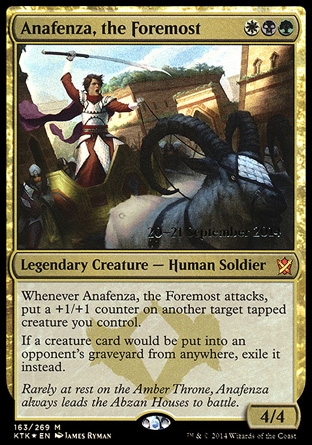 Anafenza, the Foremost
20–21 September 2014
Legendary Creature — Human Soldier
Whenever Anafenza, the Foremost attacks,
put a +1/+1 counter on another target tapped
creature you control.
If a creature card would be put into an
opponent's graveyard from anywhere, exile it
instead.
Rarely at rest on the Amber Throne, Anafenza
always leads the Abzan Houses to battle.
4/4
163/269 M
KTK • EN James Ryman
™ & © 2014 Wizards of the Coast